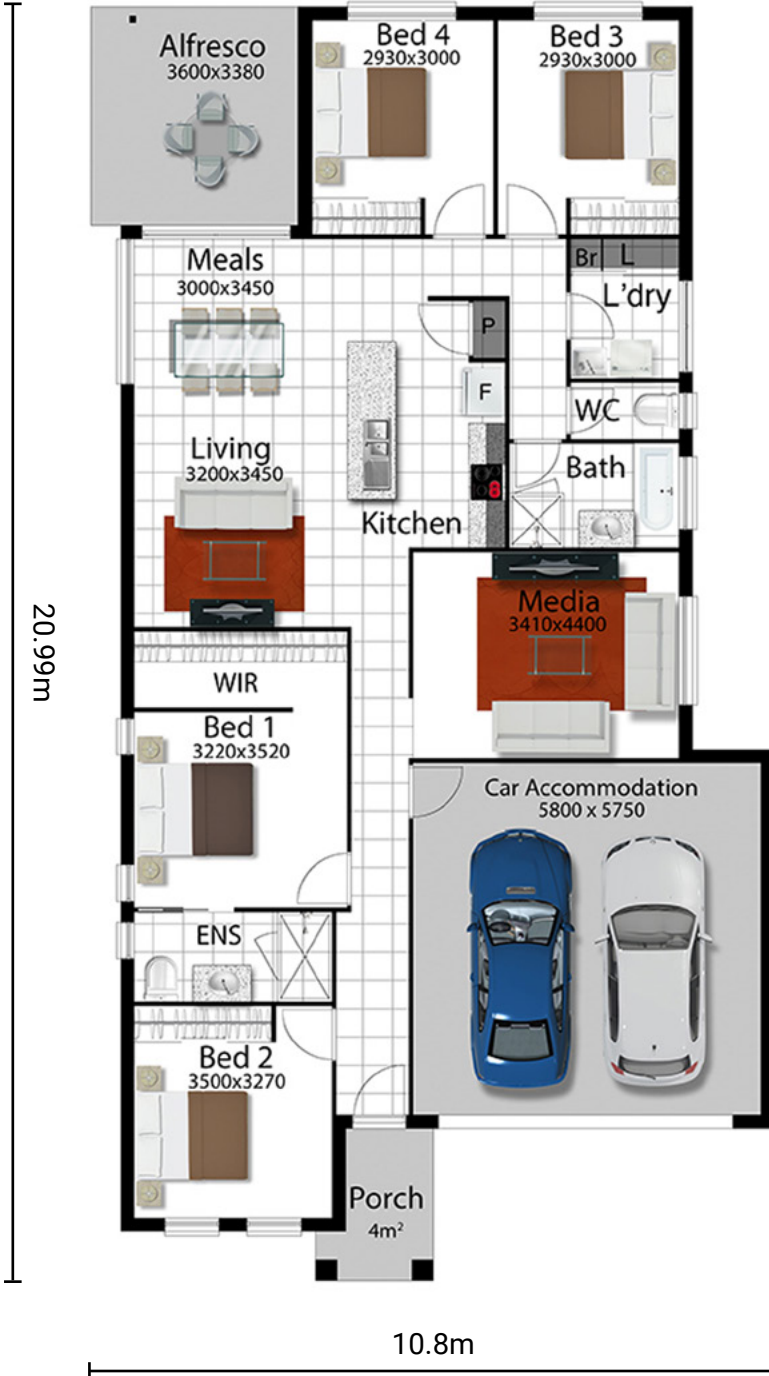 Alfresco
3600x3380
Bed 4
2930x3000
Bed 3
2930x3000
Meals
3000x3450
Br
L
L'dry
P
F
WC
Living
3200x3450
Bath
Kitchen
Media
3410x4400
20.99m
WIR
Bed 1
3220x3520
Car Accommodation
5800 x 5750
ENS
Bed 2
3500x3270
Porch
4m²
10.8m